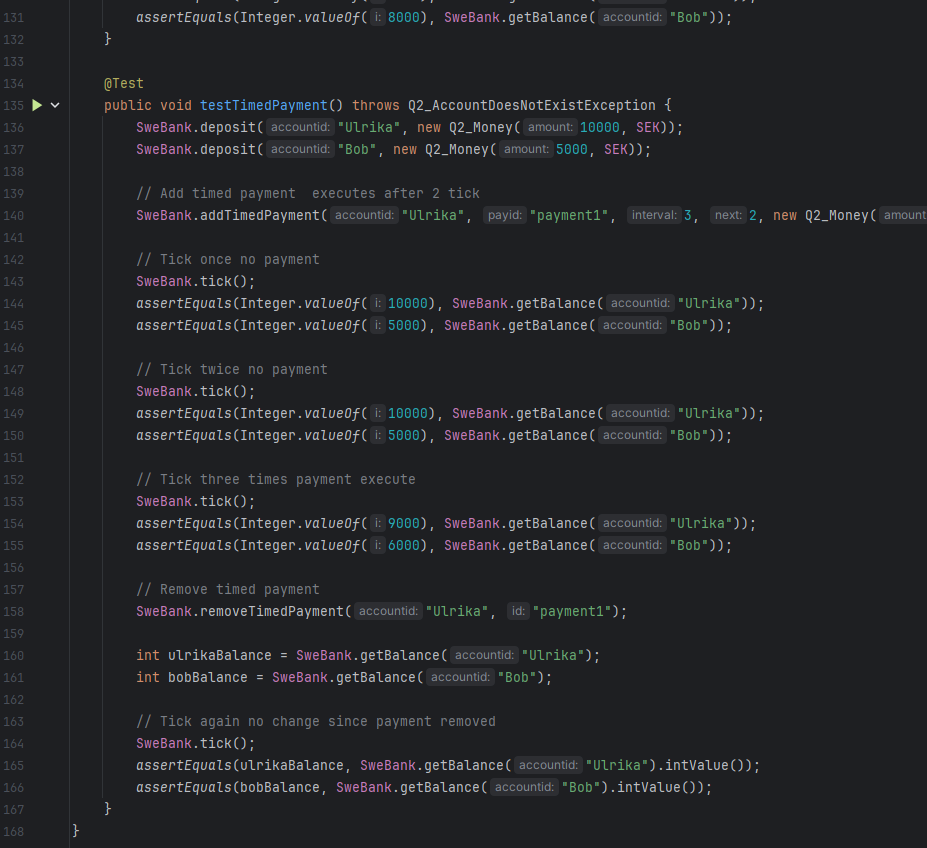 131 assertEquals(Integer.valueOf( i: 8000), SweBank.getBalance( accountid: "Bob"));
132 }
133
134 @Test
135 public void testTimedPayment() throws Q2_AccountDoesNotExistException {
136 SweBank.deposit( accountid: "Ulrika", new Q2_Money( amount: 10000, SEK));
137 SweBank.deposit( accountid: "Bob", new Q2_Money( amount: 5000, SEK));
138
139 // Add timed payment  executes after 2 tick
140 SweBank.addTimedPayment( accountid: "Ulrika", payid: "payment1", interval: 3, next: 2, new Q2_Money( amount
141
142 // Tick once no payment
143 SweBank.tick();
144 assertEquals(Integer.valueOf( i: 10000), SweBank.getBalance( accountid: "Ulrika"));
145 assertEquals(Integer.valueOf( i: 5000), SweBank.getBalance( accountid: "Bob"));
146
147 // Tick twice no payment
148 SweBank.tick();
149 assertEquals(Integer.valueOf( i: 10000), SweBank.getBalance( accountid: "Ulrika"));
150 assertEquals(Integer.valueOf( i: 5000), SweBank.getBalance( accountid: "Bob"));
151
152 // Tick three times payment execute
153 SweBank.tick();
154 assertEquals(Integer.valueOf( i: 9000), SweBank.getBalance( accountid: "Ulrika"));
155 assertEquals(Integer.valueOf( i: 6000), SweBank.getBalance( accountid: "Bob"));
156
157 // Remove timed payment
158 SweBank.removeTimedPayment( accountid: "Ulrika", id: "payment1");
159
160 int ulrikaBalance = SweBank.getBalance( accountid: "Ulrika");
161 int bobBalance = SweBank.getBalance( accountid: "Bob");
162
163 // Tick again no change since payment removed
164 SweBank.tick();
165 assertEquals(ulrikaBalance, SweBank.getBalance( accountid: "Ulrika").intValue());
166 assertEquals(bobBalance, SweBank.getBalance( accountid: "Bob").intValue());
167 }
168 }